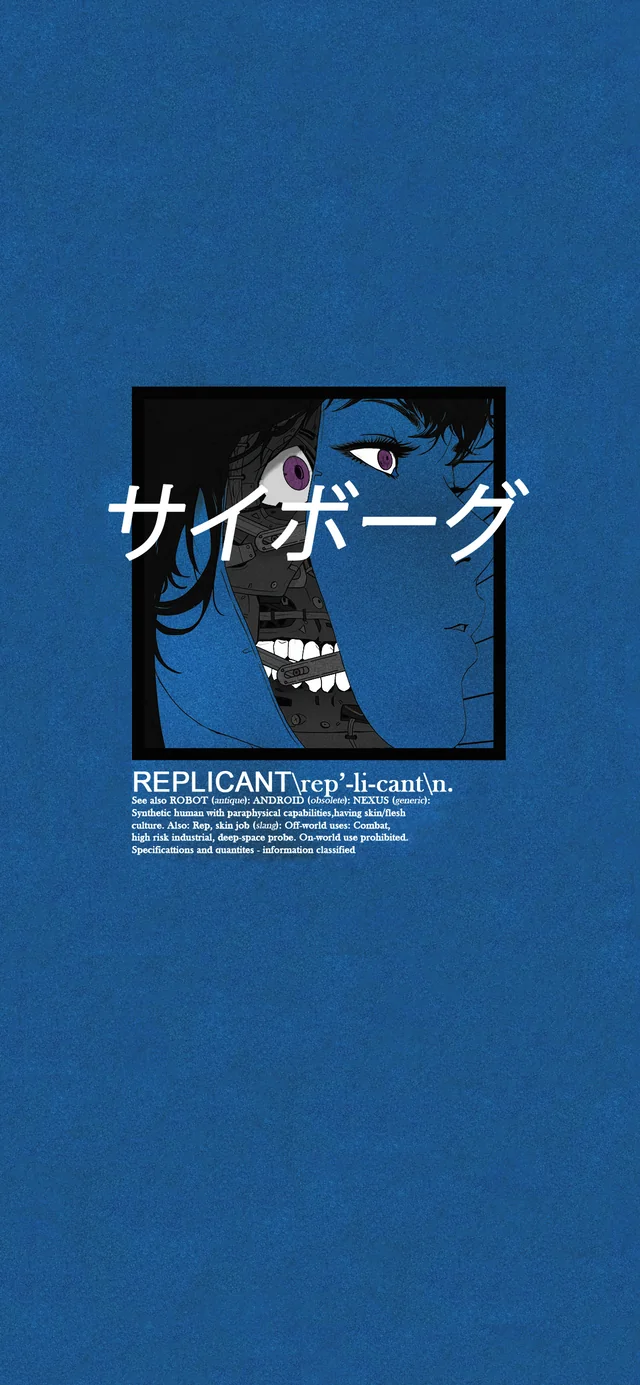 サイボーグ
REPLICANT\rep’-li-cant\n.
See also ROBOT (antique): ANDROID (obsolete): NEXUS (generic):
Synthetic human with paraphysical capabilities,having skin/flesh
culture. Also: Rep, skin job (slang): Off-world uses: Combat,
high risk industrial, deep-space probe. On-world use prohibited.
Specificattions and quantites - information classified